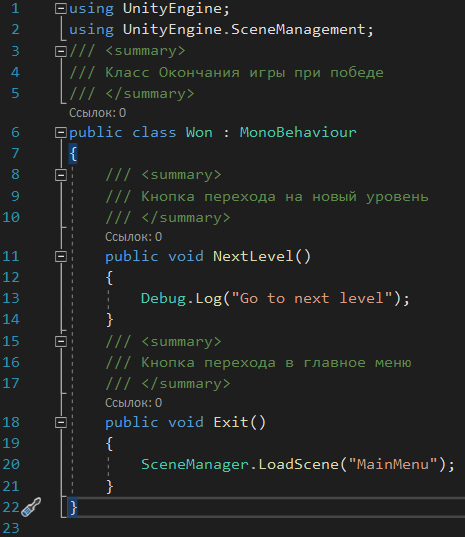 1 using UnityEngine;
2 using UnityEngine.SceneManagement;
3 /// <summary>
4 /// Класс Окончания игры при победе
5 /// </summary>
Ссылок: 0
6 public class Won : MonoBehaviour
7 {
8 /// <summary>
9 /// Кнопка перехода на новый уровень
10 /// </summary>
Ссылок: 0
11 public void NextLevel()
12 {
13 Debug.Log("Go to next level");
14 }
15 /// <summary>
16 /// Кнопка перехода в главное меню
17 /// </summary>
Ссылок: 0
18 public void Exit()
19 {
20 SceneManager.LoadScene("MainMenu");
21 }
22 }
23